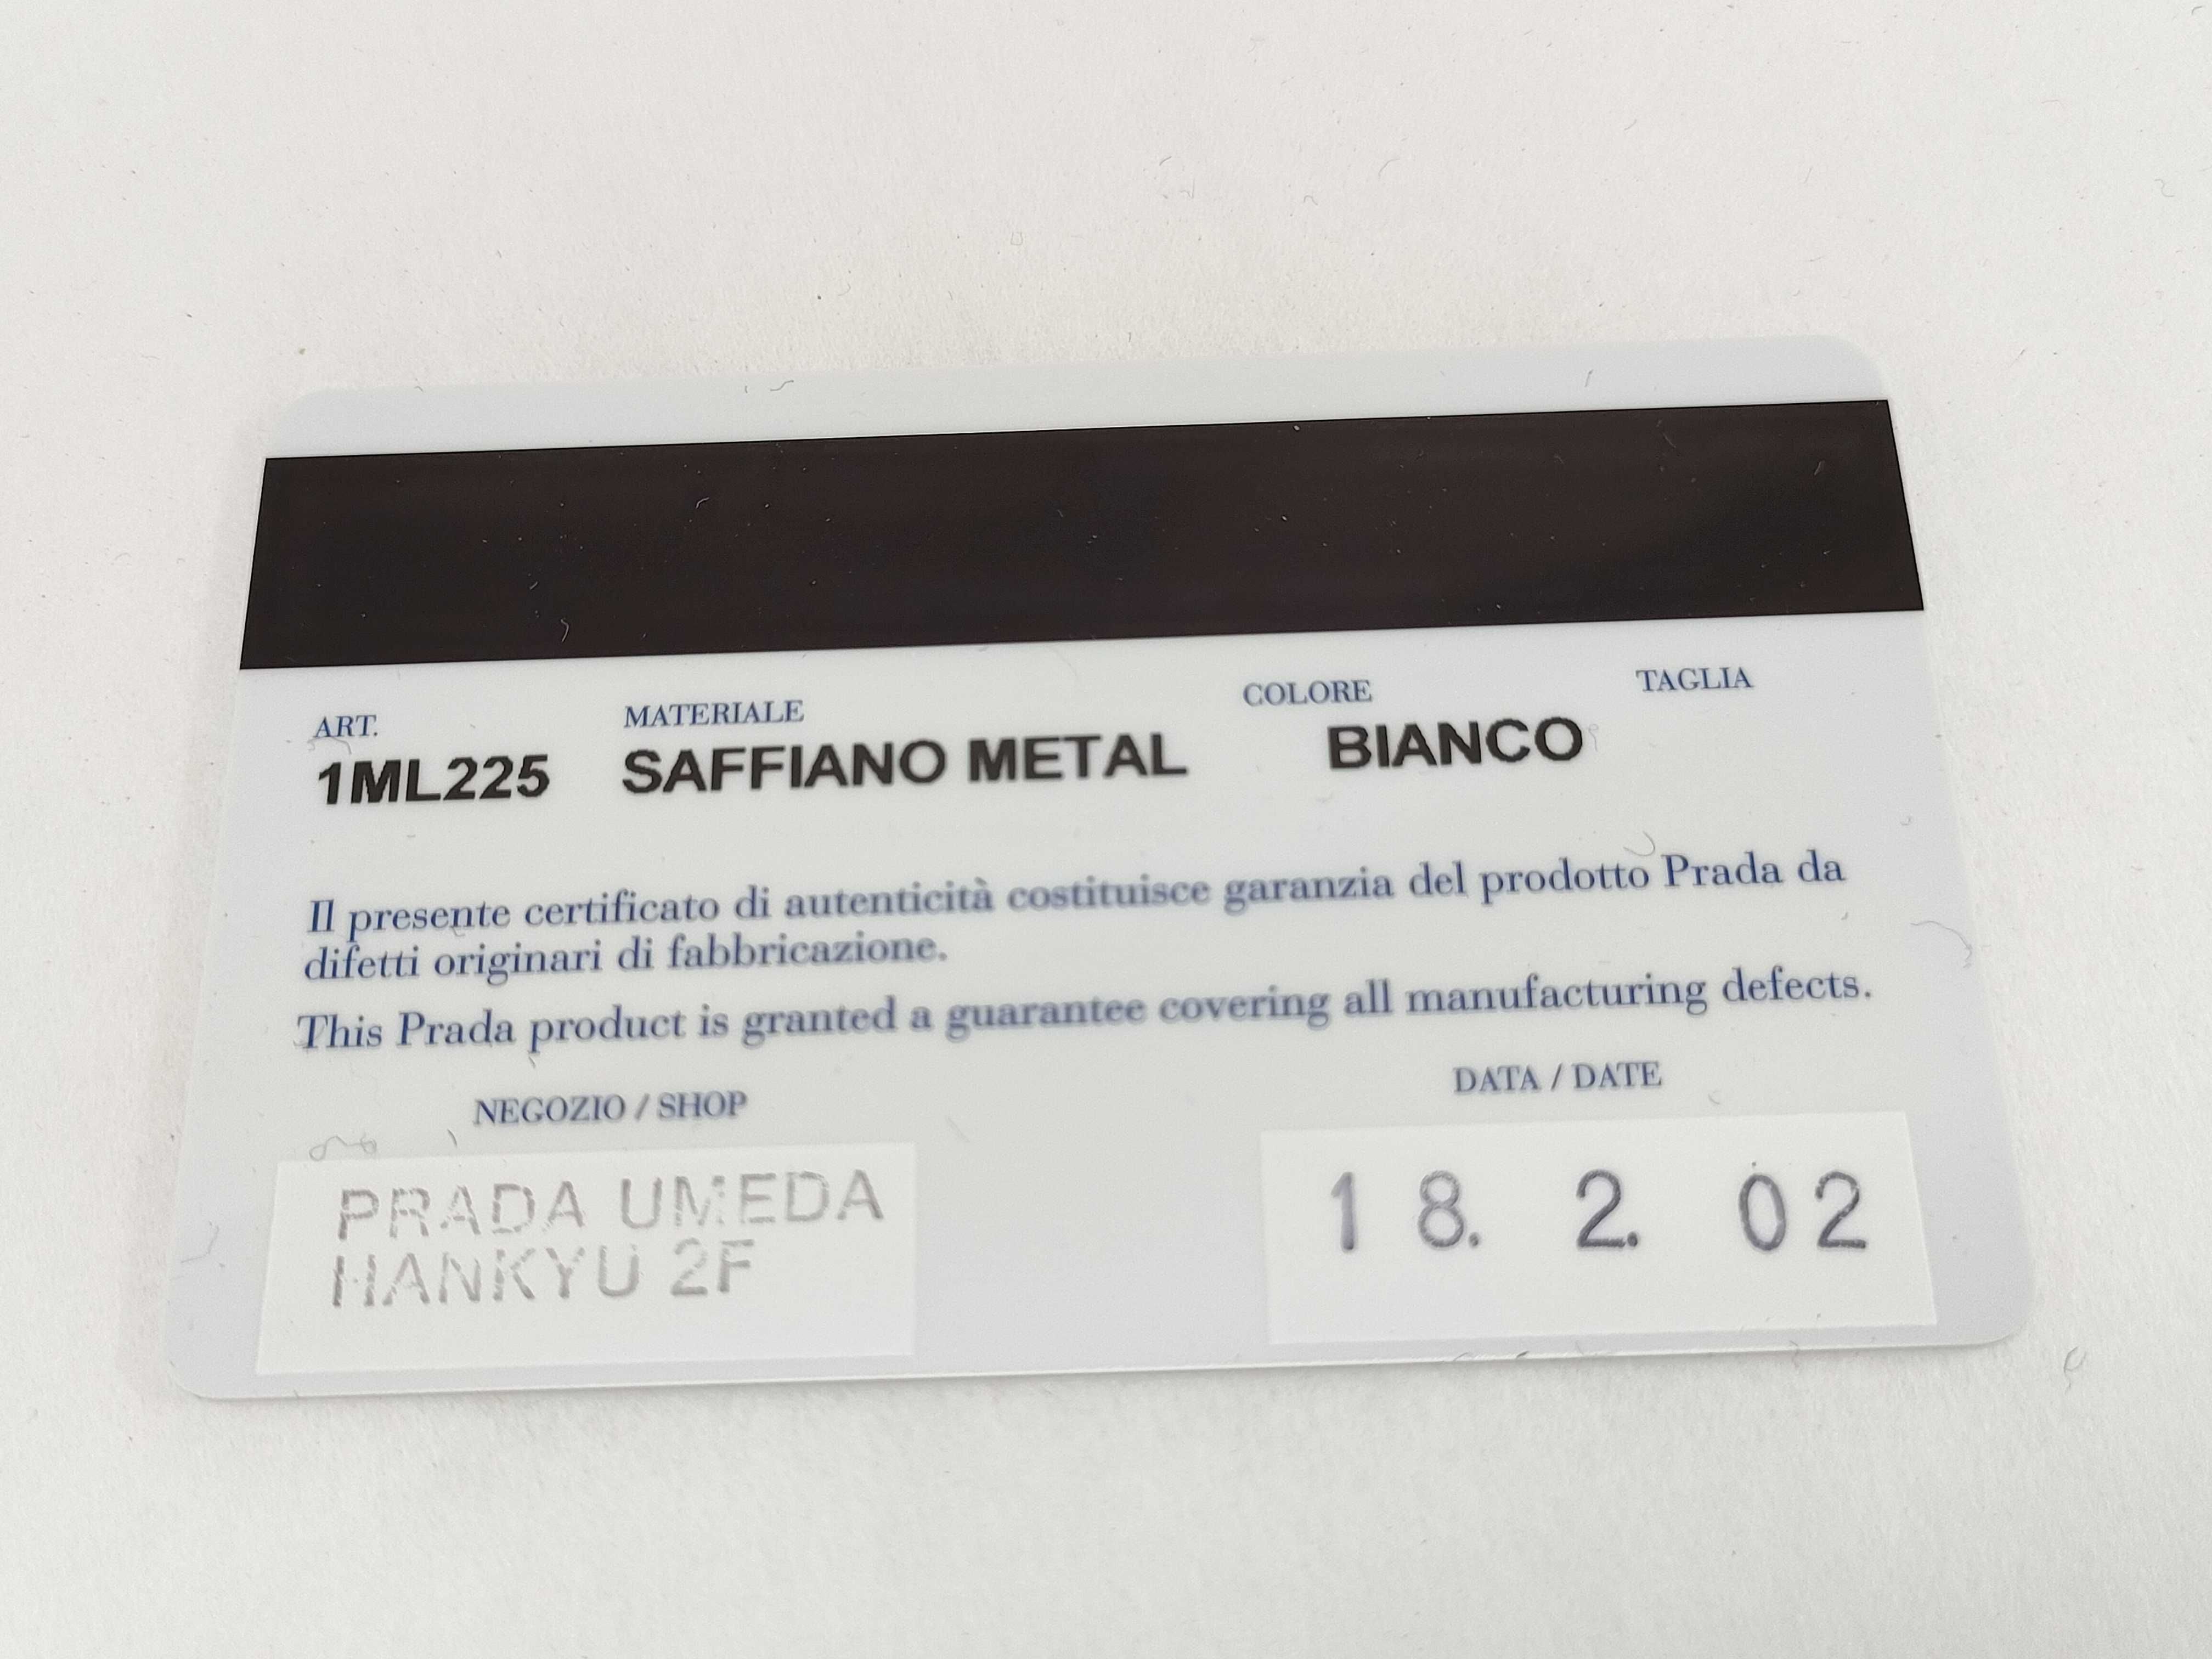 ART. MATERIALE COLORE TAGLIA
1ML225 SAFFIANO METAL BIANCO
Il presente certificato di autenticità costituisce garanzia del prodotto Prada da
difetti originari di fabbricazione.
This Prada product is granted a guarantee covering all manufacturing defects.
NEGOZIO / SHOP DATA / DATE
PRADA UMEDA
HANKYU 2F
18. 2. 02